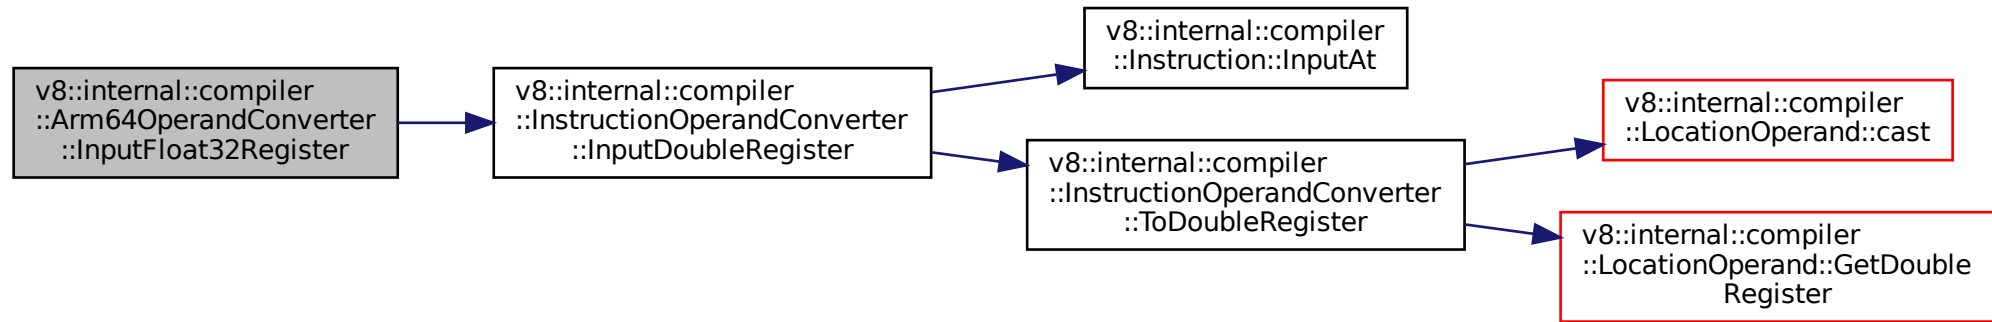 v8::internal::compiler
::Arm64OperandConverter
::InputFloat32Register
v8::internal::compiler
::InstructionOperandConverter
::InputDoubleRegister
v8::internal::compiler
::Instruction::InputAt
v8::internal::compiler
::InstructionOperandConverter
::ToDoubleRegister
v8::internal::compiler
::LocationOperand::cast
v8::internal::compiler
::LocationOperand::GetDouble
Register